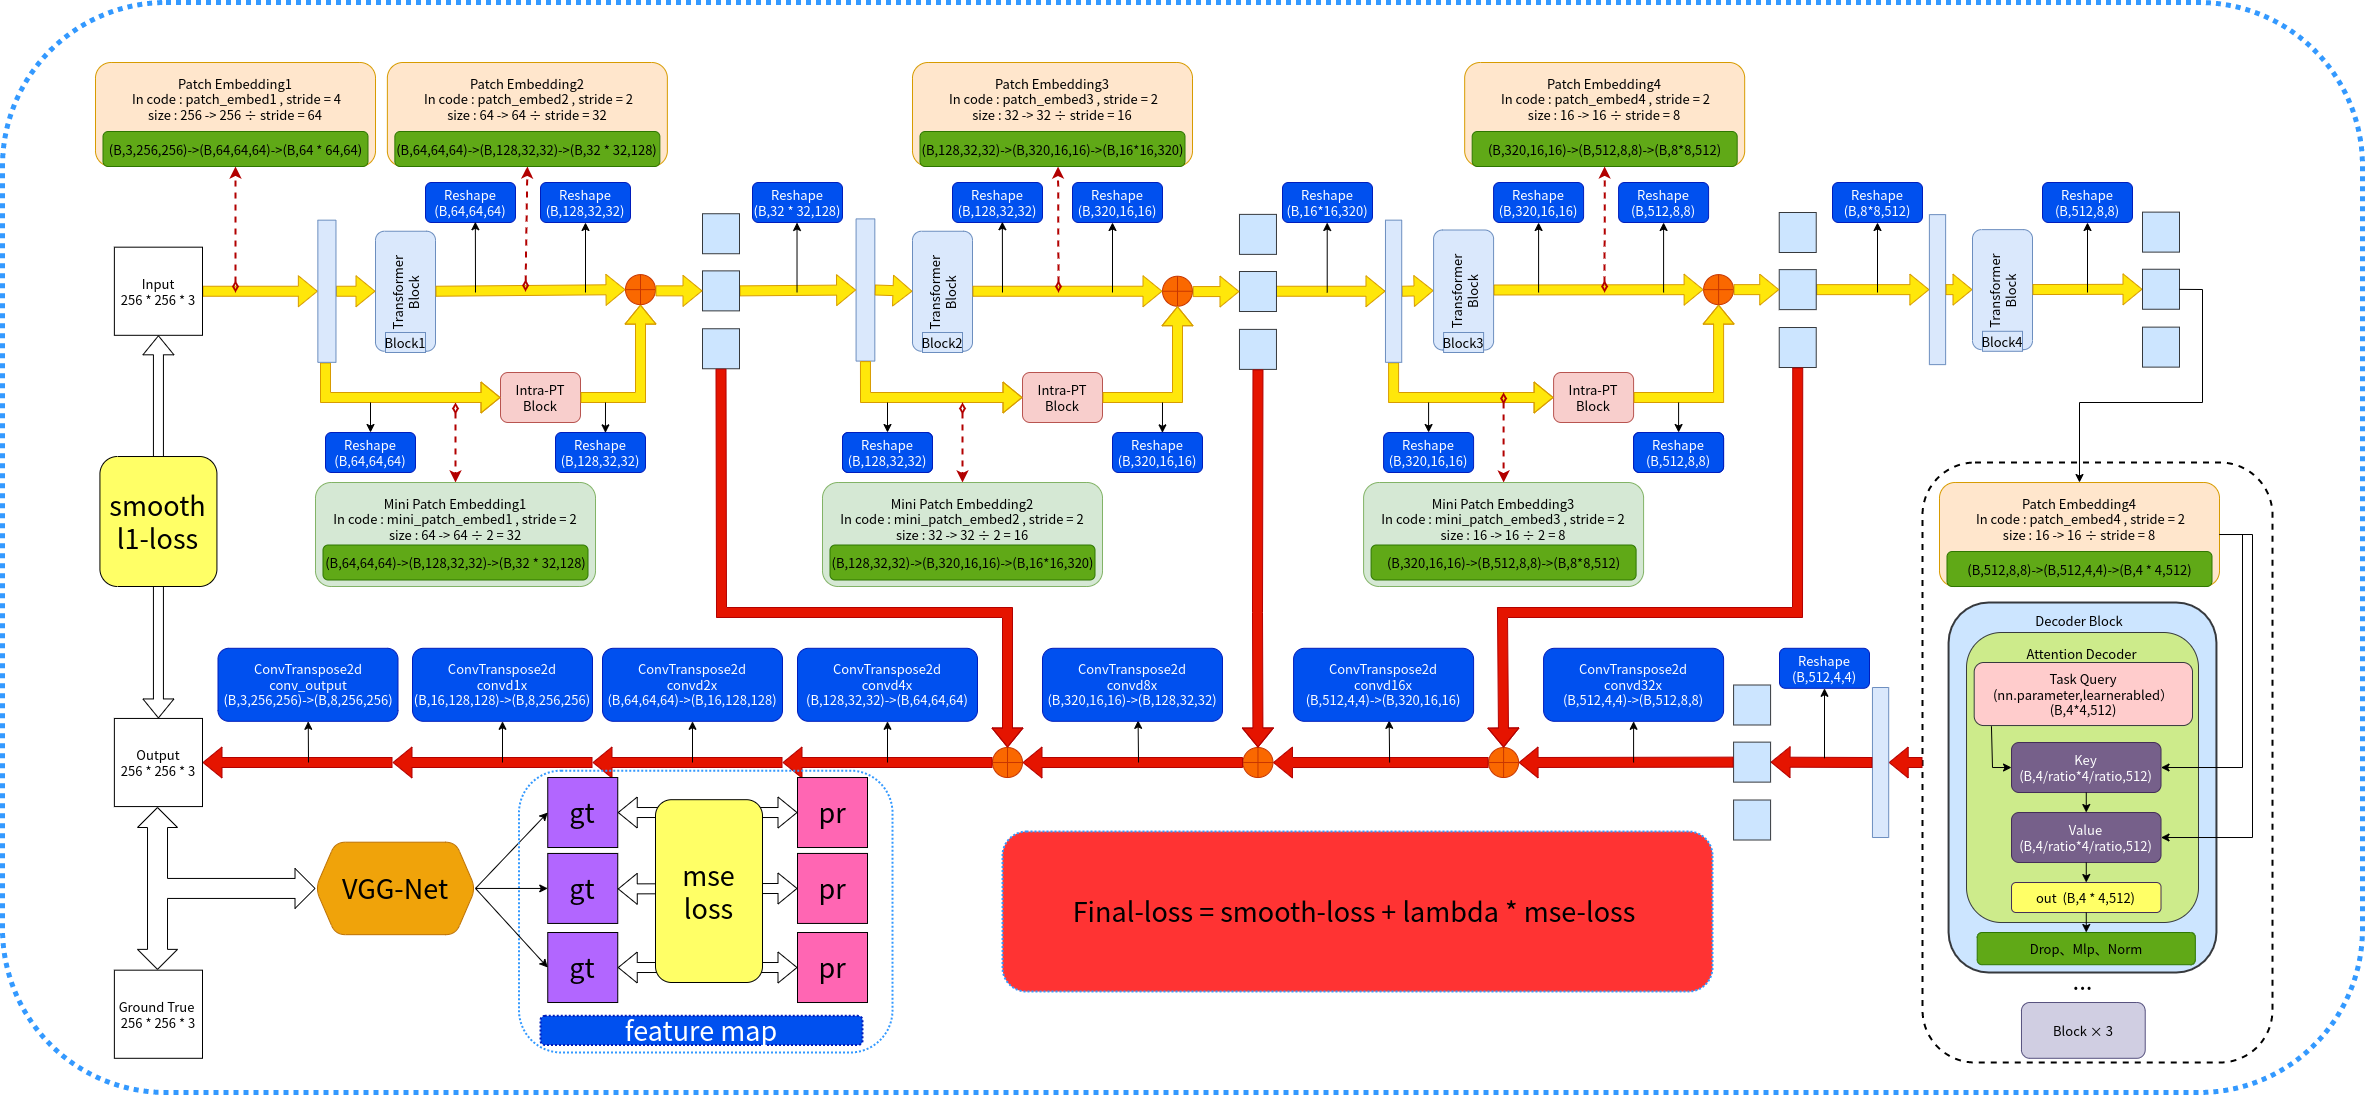 Patch Embedding1
In code : patch_embed1 , stride = 4
size : 256 -> 256 ÷ stride = 64
(B,3,256,256)->(B,64,64,64)->(B,64 * 64,64)
Patch Embedding2
In code : patch_embed2 , stride = 2
size : 64 -> 64 ÷ stride = 32
(B,64,64,64)->(B,128,32,32)->(B,32 * 32,128)
Patch Embedding3
In code : patch_embed3 , stride = 2
size : 32 -> 32 ÷ stride = 16
(B,128,32,32)->(B,320,16,16)->(B,16*16,320)
Patch Embedding4
In code : patch_embed4 , stride = 2
size : 16 -> 16 ÷ stride = 8
(B,320,16,16)->(B,512,8,8)->(B,8*8,512)
Reshape
(B,64,64,64)
Reshape
(B,128,32,32)
Reshape
(B,32 * 32,128)
Reshape
(B,128,32,32)
Reshape
(B,320,16,16)
Reshape
(B,16*16,320)
Reshape
(B,320,16,16)
Reshape
(B,512,8,8)
Reshape
(B,8*8,512)
Reshape
(B,512,8,8)
Input
256 * 256 * 3
Transformer
Block
Block1
Transformer
Block
Block2
Transformer
Block
Block3
Transformer
Block
Block4
Intra-PT
Block
Intra-PT
Block
Intra-PT
Block
Reshape
(B,64,64,64)
Reshape
(B,128,32,32)
Reshape
(B,128,32,32)
Reshape
(B,320,16,16)
Reshape
(B,320,16,16)
Reshape
(B,512,8,8)
smooth
l1-loss
Mini Patch Embedding1
In code : mini_patch_embed1 , stride = 2
size : 64 -> 64 ÷ 2 = 32
(B,64,64,64)->(B,128,32,32)->(B,32 * 32,128)
Mini Patch Embedding2
In code : mini_patch_embed2 , stride = 2
size : 32 -> 32 ÷ 2 = 16
(B,128,32,32)->(B,320,16,16)->(B,16*16,320)
Mini Patch Embedding3
In code : mini_patch_embed3 , stride = 2
size : 16 -> 16 ÷ 2 = 8
(B,320,16,16)->(B,512,8,8)->(B,8*8,512)
Patch Embedding4
In code : patch_embed4 , stride = 2
size : 16 -> 16 ÷ stride = 8
(B,512,8,8)->(B,512,4,4)->(B,4 * 4,512)
ConvTranspose2d
conv_output
(B,3,256,256)->(B,8,256,256)
ConvTranspose2d
convd1x
(B,16,128,128)->(B,8,256,256)
ConvTranspose2d
convd2x
(B,64,64,64)->(B,16,128,128)
ConvTranspose2d
convd4x
(B,128,32,32)->(B,64,64,64)
ConvTranspose2d
convd8x
(B,320,16,16)->(B,128,32,32)
ConvTranspose2d
convd16x
(B,512,4,4)->(B,320,16,16)
ConvTranspose2d
convd32x
(B,512,4,4)->(B,512,8,8)
Reshape
(B,512,4,4)
Decoder Block
Attention Decoder
Task Query
(nn.parameter,learnerabled）
(B,4*4,512)
Key
(B,4/ratio*4/ratio,512)
Value
(B,4/ratio*4/ratio,512)
out  (B,4 * 4,512)
Drop、Mlp、Norm
...
Block × 3
Output
256 * 256 * 3
VGG-Net
gt
gt
gt
mse
loss
pr
pr
pr
feature map
Final-loss = smooth-loss + lambda * mse-loss
Ground True
256 * 256 * 3